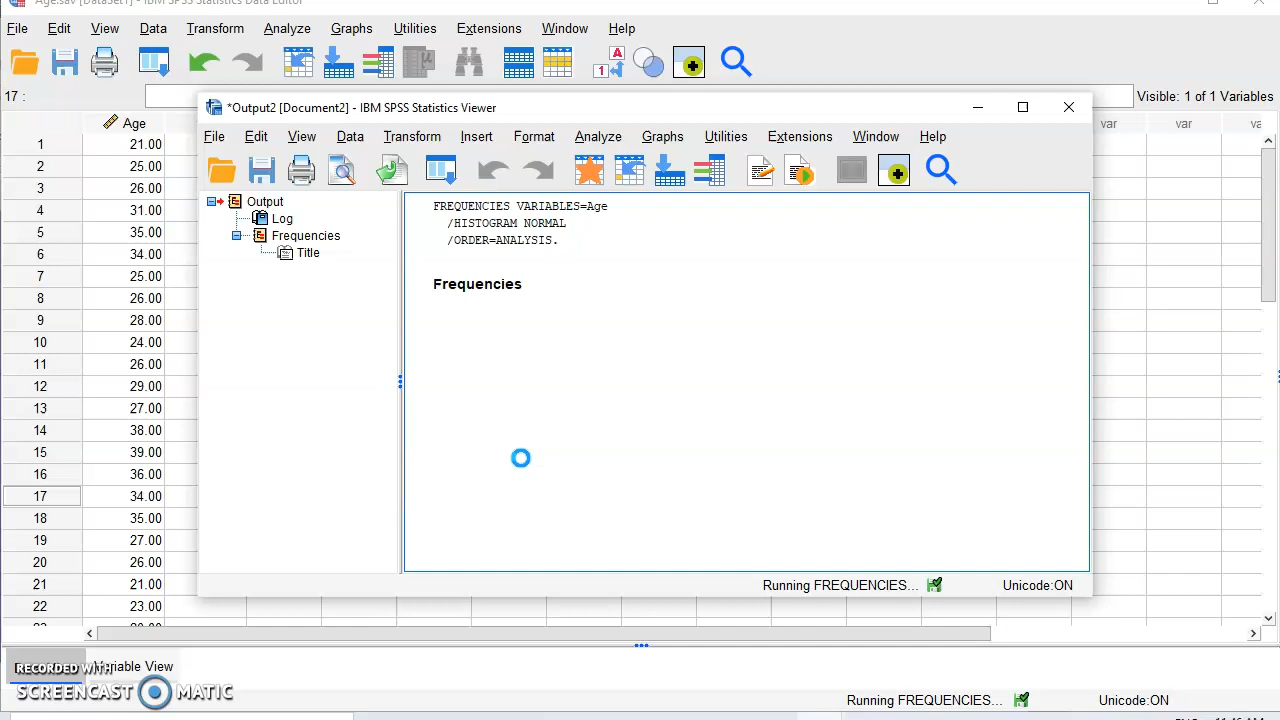 Age.sav [DataSet1] - IBM SPSS Statistics Data Editor
File Edit View Data Transform Analyze Graphs Utilities Extensions Window Help
17 :
Visible: 1 of 1 Variables
*Output2 [Document2] - IBM SPSS Statistics Viewer
File Edit View Data Transform Insert Format Analyze Graphs Utilities Extensions Window Help
Age
var
var
1 21.00
2 25.00
3 26.00
4 31.00
5 35.00
6 34.00
7 25.00
8 26.00
9 28.00
10 24.00
11 26.00
12 29.00
13 27.00
14 38.00
15 39.00
16 36.00
17 34.00
18 35.00
19 27.00
20 26.00
21 21.00
22 23.00
Output
Log
Frequencies
Title
FREQUENCIES VARIABLES=Age
/HISTOGRAM NORMAL
/ORDER=ANALYSIS.
Frequencies
Running FREQUENCIES... Unicode:ON
RECORDED WITH
SCREENCAST MATIC
Variable View
Running FREQUENCIES... Unicode:ON